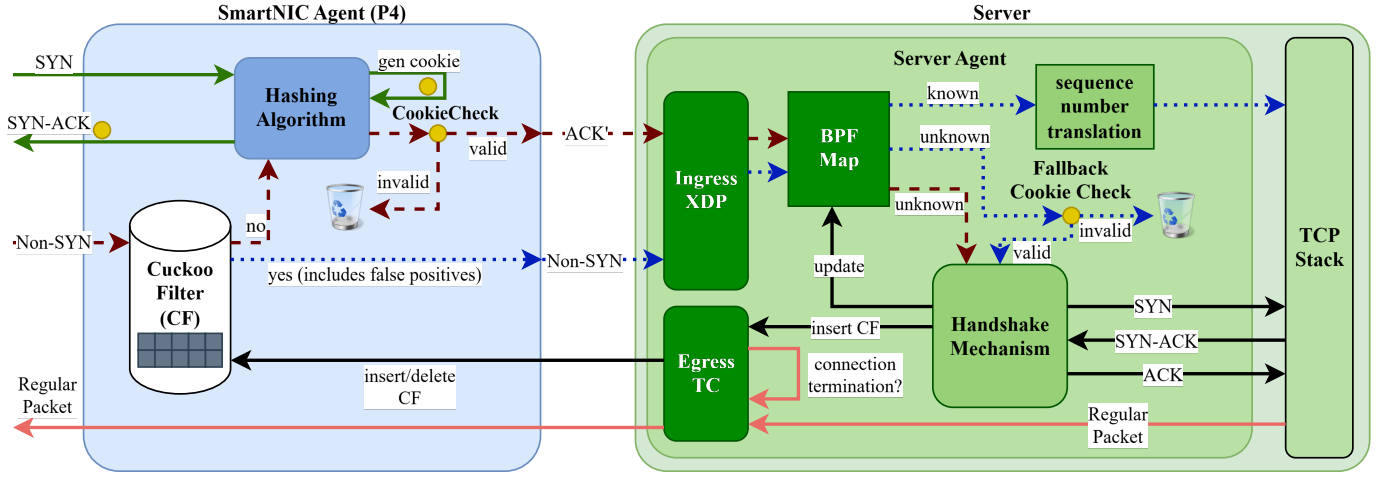 SmartNIC Agent (P4)
Server
SYN
gen cookie
Hashing
Algorithm
SYN-ACK
CookieCheck
valid
ACK'
invalid
no
Non-SYN
Cuckoo
Filter
(CF)
yes (includes false positives)
Non-SYN
insert/delete
CF
Regular
Packet
Server Agent
Ingress
XDP
BPF
Map
known
sequence
number
translation
unknown
Fallback
Cookie Check
unknown
invalid
valid
update
Handshake
Mechanism
insert CF
Egress
TC
connection
termination?
SYN
SYN-ACK
ACK
Regular
Packet
TCP
Stack